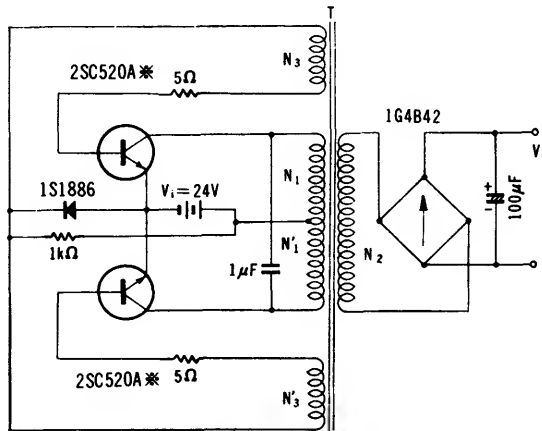 T
N₃
2SC520A※
5Ω
1G4B42
1S1886
Vi=24V
N₁
V
100μF
1kΩ
N'₁
1μF
N₂
2SC520A※
5Ω
N'₃